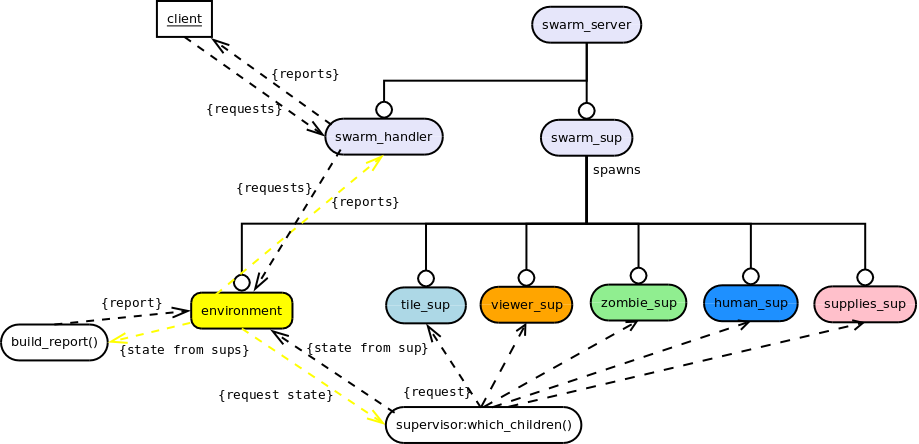 client
swarm_server
{reports}
{requests}
swarm_handler
swarm_sup
spawns
{requests}
{reports}
environment
tile_sup
viewer_sup
zombie_sup
human_sup
supplies_sup
{report}
build_report()
{state from sups}
{state from sup}
{request state}
{request}
supervisor:which_children()